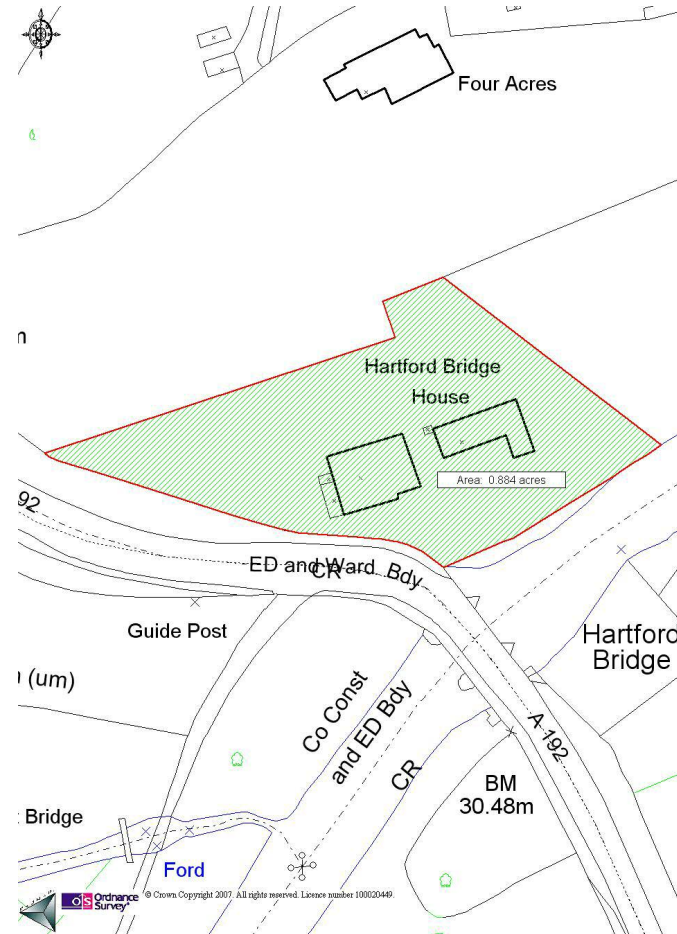 Four Acres
Hartford Bridge
House
Area: 0.884 acres
92
ED and Ward Bdy
CR
Guide Post
Hartford
Bridge
(um)
Co Const
and ED Bdy
A 192
CR
BM
30.48m
Bridge
Ford
OS Ordnance
Survey®
© Crown Copyright 2007. All rights reserved. Licence number 100020449.